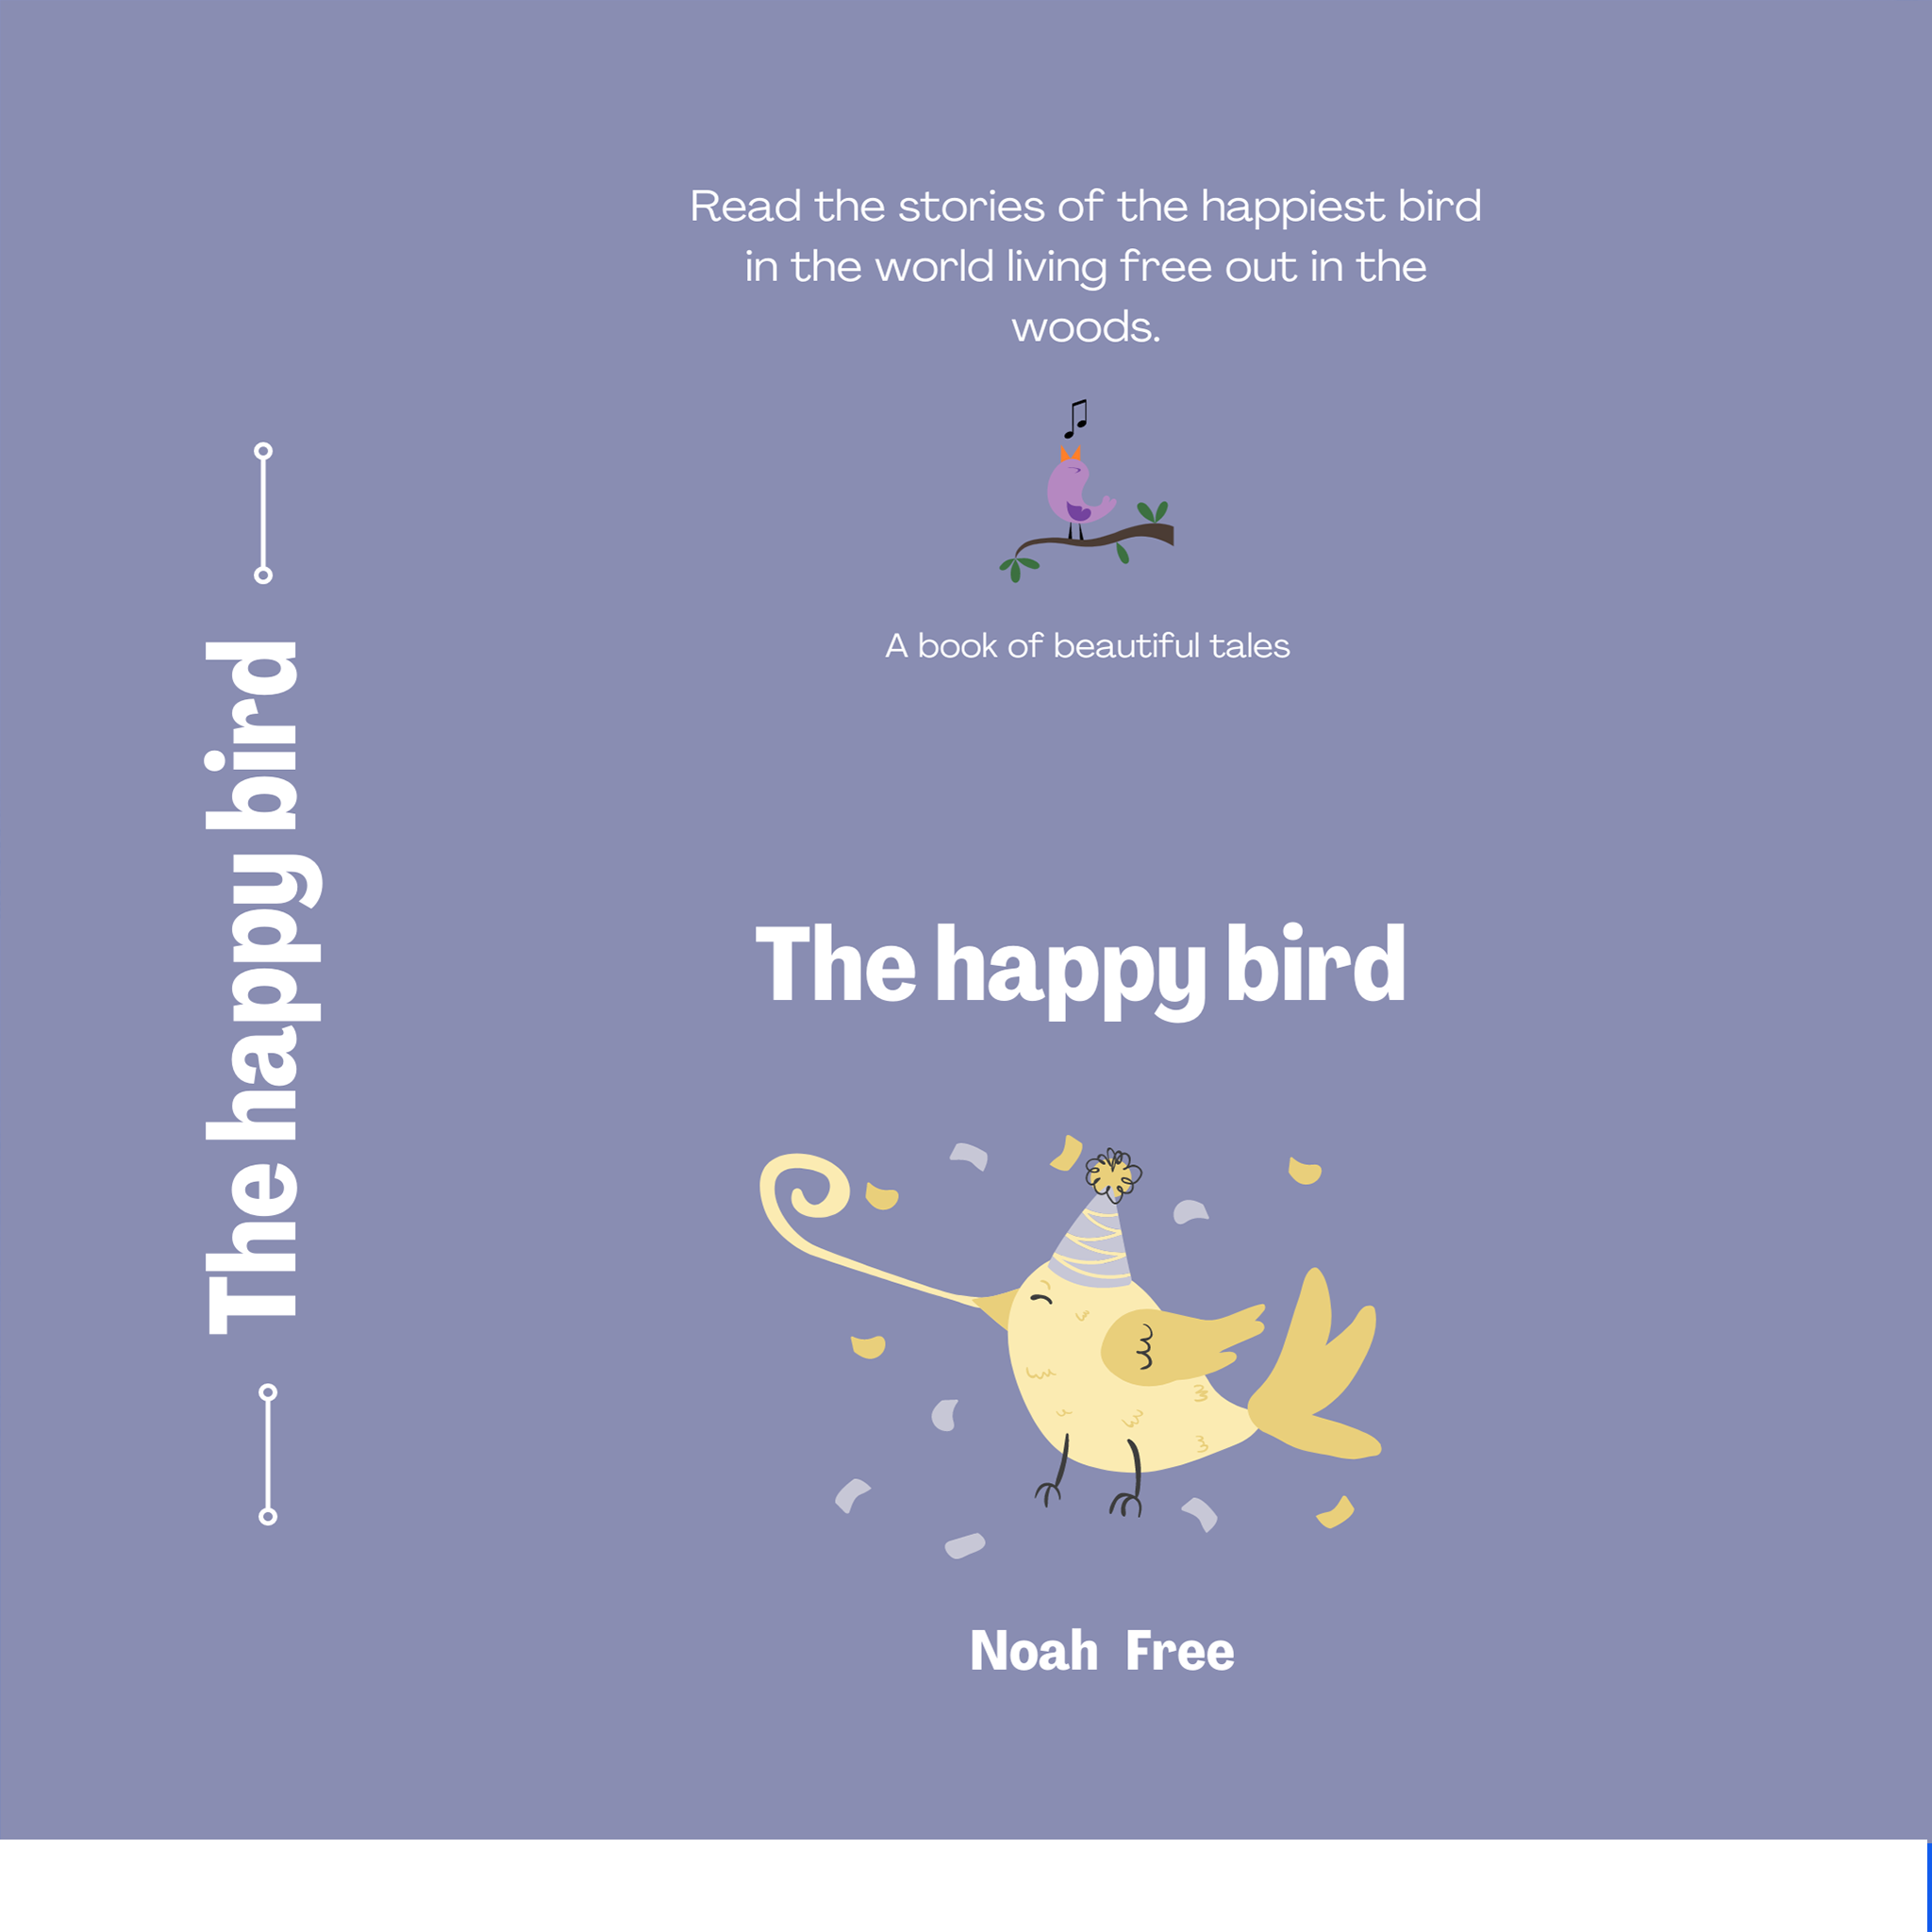 The happy bird
Read the stories of the happiest bird
in the world living free out in the
woods.
A book of beautiful tales
The happy bird
Noah Free